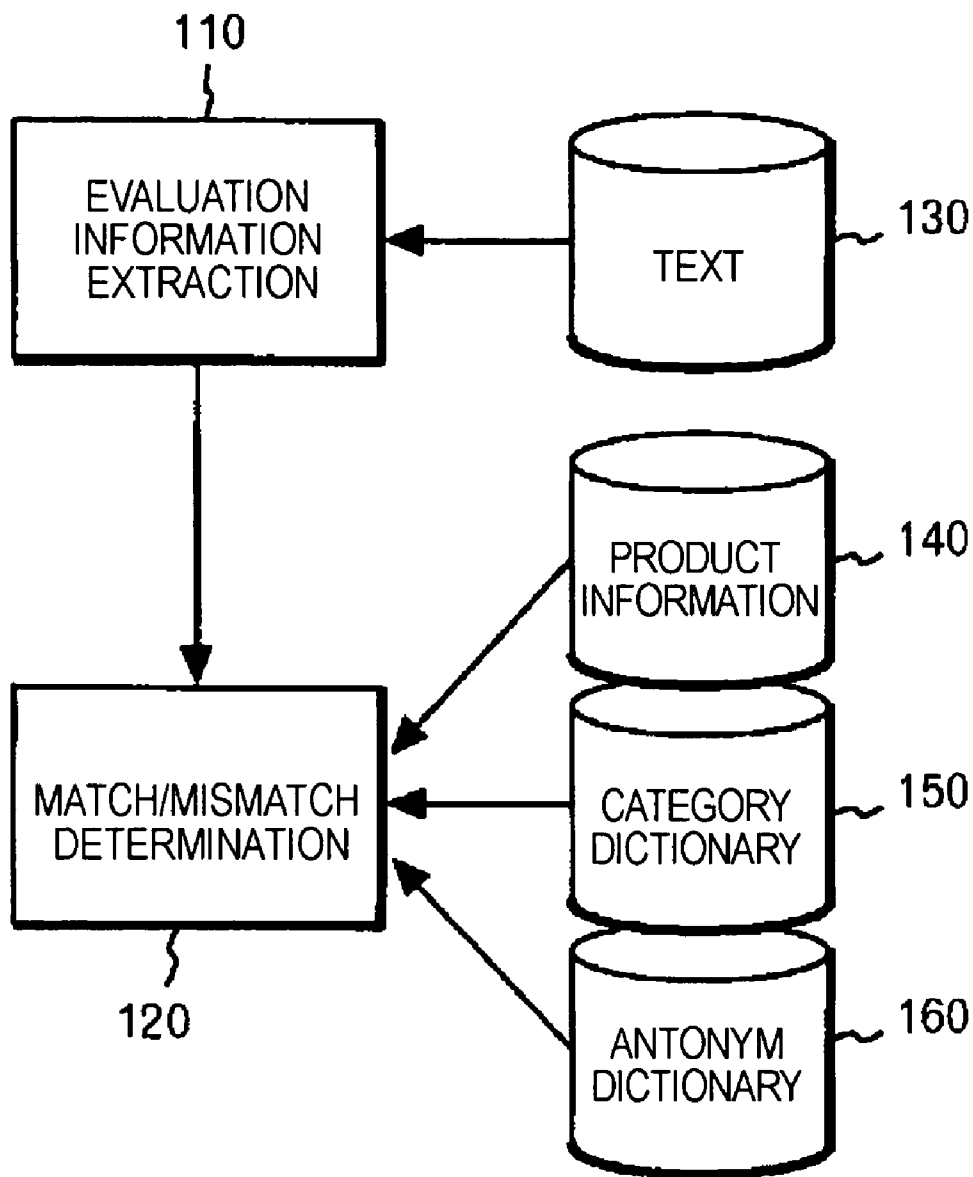 110
EVALUATION
INFORMATION
EXTRACTION
TEXT
130
PRODUCT
INFORMATION
140
MATCH/MISMATCH
DETERMINATION
120
CATEGORY
DICTIONARY
150
ANTONYM
DICTIONARY
160